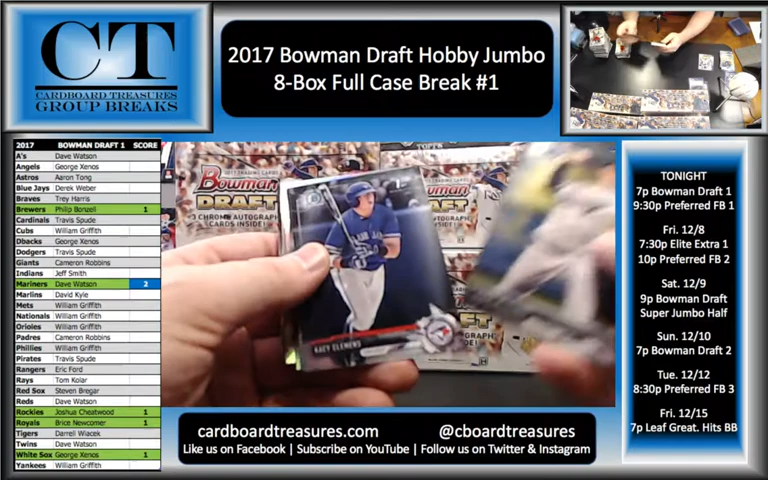 CT
CARDBOARD TREASURES
GROUP BREAKS
2017 Bowman Draft Hobby Jumbo
8-Box Full Case Break #1
2017 BOWMAN DRAFT 1 SCORE
A's Dave Watson
Angels George Xenos
Astros Aaron Tong
Blue Jays Derek Weber
Braves Trey Harris
Brewers Philip Bonzell 1
Cardinals Travis Spude
Cubs William Griffith
Dbacks George Xenos
Dodgers Travis Spude
Giants Cameron Robbins
Indians Jeff Smith
Mariners Dave Watson 2
Marlins David Kyle
Mets William Griffith
Nationals William Griffith
Orioles William Griffith
Padres Cameron Robbins
Phillies William Griffith
Pirates Travis Spude
Rangers Eric Ford
Rays Tom Kolar
Red Sox Steven Bregar
Reds Dave Watson
Rockies Joshua Cheatwood 1
Royals Brice Newcomer 1
Tigers Darrell Wiacek
Twins Dave Watson
White Sox George Xenos 1
Yankees William Griffith
TOPPS
Bowman
DRAFT
3 CHROME AUTOGRAPH
CARDS INSIDE!
KACY CLEMENS
TONIGHT
7p Bowman Draft 1
9:30p Preferred FB 1
Fri. 12/8
7:30p Elite Extra 1
10p Preferred FB 2
Sat. 12/9
9p Bowman Draft
Super Jumbo Half
Sun. 12/10
7p Bowman Draft 2
Tue. 12/12
8:30p Preferred FB 3
Fri. 12/15
7p Leaf Great. Hits BB
cardboardtreasures.com @cboardtreasures
Like us on Facebook | Subscribe on YouTube | Follow us on Twitter & Instagram